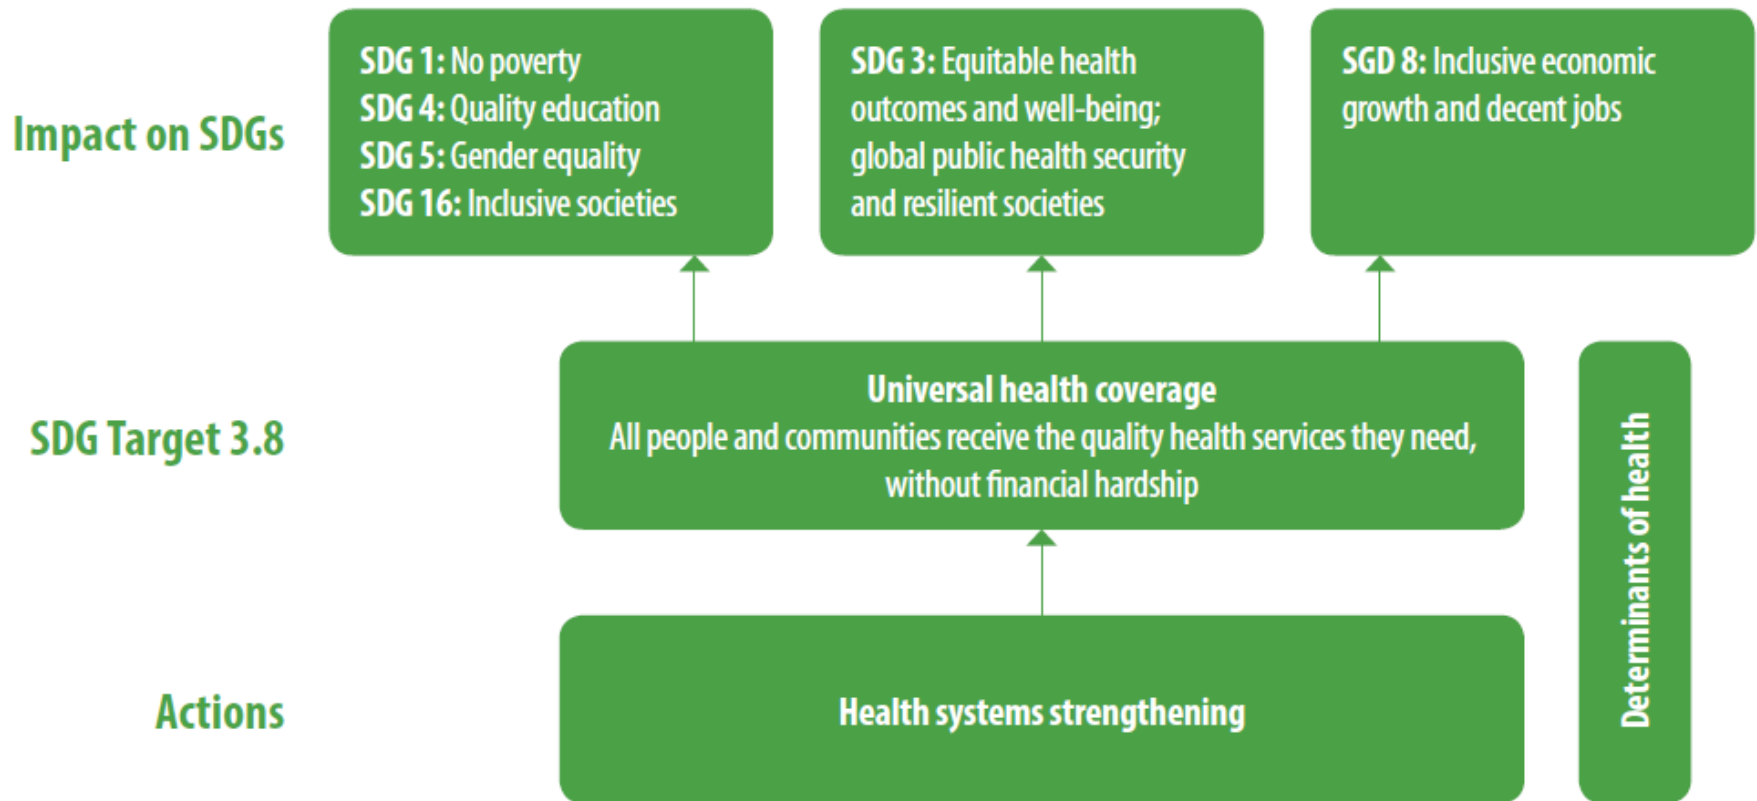 Impact on SDGs
SDG 1: No poverty
SDG 4: Quality education
SDG 5: Gender equality
SDG 16: Inclusive societies
SDG 3: Equitable health
outcomes and well-being;
global public health security
and resilient societies
SGD 8: Inclusive economic
growth and decent jobs
SDG Target 3.8
Universal health coverage
All people and communities receive the quality health services they need,
without financial hardship
Actions
Health systems strengthening
Determinants of health